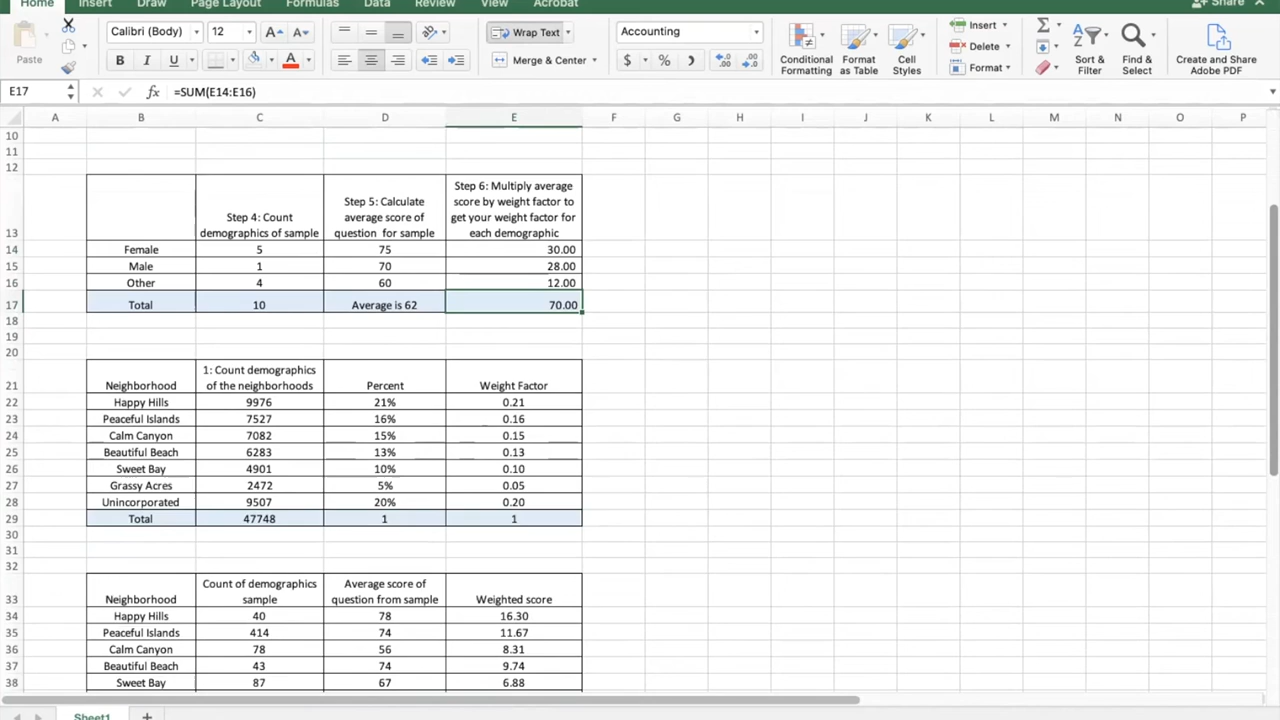 Home Insert Draw Page Layout Formulas Data Review View Acrobat Share
Calibri (Body) 12 A A Wrap Text Accounting Insert Σ
Delete
Paste B I U A Merge & Center $ % Format
Conditional Formatting Format as Table Cell Styles Sort & Filter Find & Select Create and Share Adobe PDF
E17 fx =SUM(E14:E16)
A B C D E F G H I J K L M N O P
10
11
12
13 Step 4: Count demographics of sample Step 5: Calculate average score of question for sample Step 6: Multiply average score by weight factor to get your weight factor for each demographic
14 Female 5 75 30.00
15 Male 1 70 28.00
16 Other 4 60 12.00
17 Total 10 Average is 62 70.00
18
19
20
21 Neighborhood 1: Count demographics of the neighborhoods Percent Weight Factor
22 Happy Hills 9976 21% 0.21
23 Peaceful Islands 7527 16% 0.16
24 Calm Canyon 7082 15% 0.15
25 Beautiful Beach 6283 13% 0.13
26 Sweet Bay 4901 10% 0.10
27 Grassy Acres 2472 5% 0.05
28 Unincorporated 9507 20% 0.20
29 Total 47748 1 1
30
31
32
33 Neighborhood Count of demographics sample Average score of question from sample Weighted score
34 Happy Hills 40 78 16.30
35 Peaceful Islands 414 74 11.67
36 Calm Canyon 78 56 8.31
37 Beautiful Beach 43 74 9.74
38 Sweet Bay 87 67 6.88
Sheet1 +